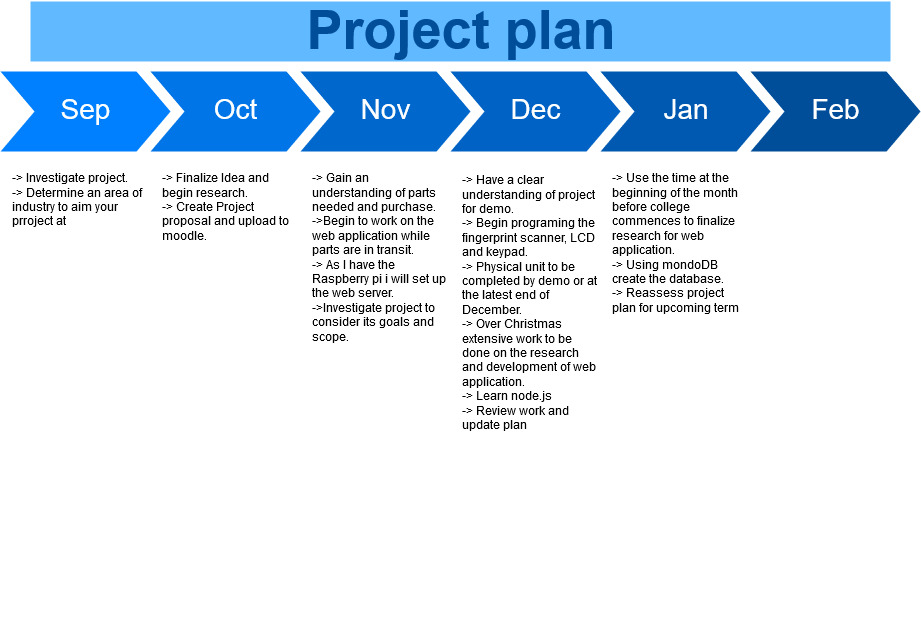 Project plan
Sep
Oct
Nov
Dec
Jan
Feb
-> Investigate project.
-> Determine an area of
industry to aim your
prroject at
-> Finalize Idea and
begin research.
-> Create Project
proposal and upload to
moodle.
-> Gain an
understanding of parts
needed and purchase.
->Begin to work on the
web application while
parts are in transit.
-> As I have the
Raspberry pi i will set up
the web server.
->Investigate project to
consider its goals and
scope.
-> Have a clear
understanding of project
for demo.
-> Begin programing the
fingerprint scanner, LCD
and keypad.
-> Physical unit to be
completed by demo or at
the latest end of
December.
-> Over Christmas
extensive work to be
done on the research
and development of web
application.
-> Learn node.js
-> Review work and
update plan
-> Use the time at the
beginning of the month
before college
commences to finalize
research for web
application.
-> Using mondoDB
create the database.
-> Reassess project
plan for upcoming term